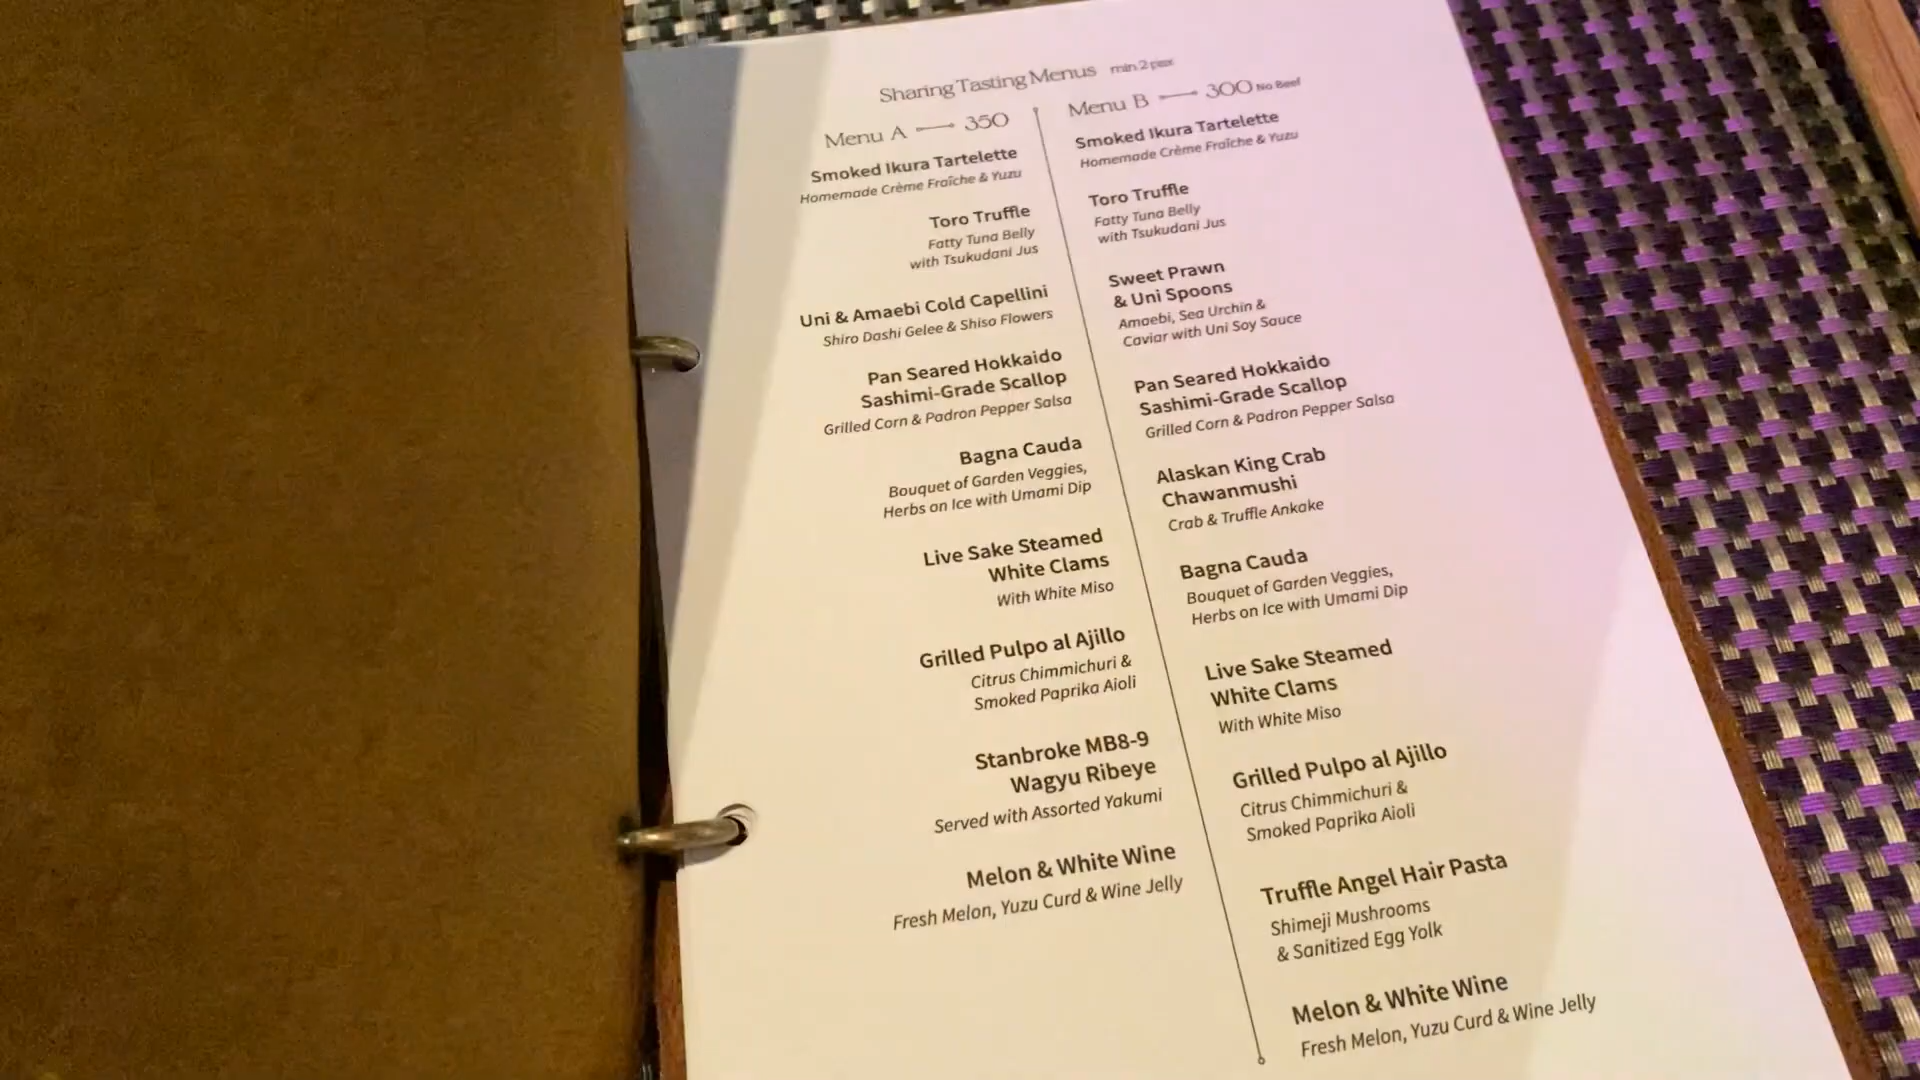 Sharing Tasting Menus min 2 pax
Menu A 350
Smoked Ikura Tartelette
Homemade Crème Fraîche & Yuzu
Toro Truffle
Fatty Tuna Belly
with Tsukudani Jus
Uni & Amaebi Cold Capellini
Shiro Dashi Gelee & Shiso Flowers
Pan Seared Hokkaido
Sashimi-Grade Scallop
Grilled Corn & Padron Pepper Salsa
Bagna Cauda
Bouquet of Garden Veggies,
Herbs on Ice with Umami Dip
Live Sake Steamed
White Clams
With White Miso
Grilled Pulpo al Ajillo
Citrus Chimmichuri &
Smoked Paprika Aioli
Stanbroke MB8-9
Wagyu Ribeye
Served with Assorted Yakumi
Melon & White Wine
Fresh Melon, Yuzu Curd & Wine Jelly
Menu B 300 No Beef
Smoked Ikura Tartelette
Homemade Crème Fraîche & Yuzu
Toro Truffle
Fatty Tuna Belly
with Tsukudani Jus
Sweet Prawn
& Uni Spoons
Amaebi, Sea Urchin &
Caviar with Uni Soy Sauce
Pan Seared Hokkaido
Sashimi-Grade Scallop
Grilled Corn & Padron Pepper Salsa
Alaskan King Crab
Chawanmushi
Crab & Truffle Ankake
Bagna Cauda
Bouquet of Garden Veggies,
Herbs on Ice with Umami Dip
Live Sake Steamed
White Clams
With White Miso
Grilled Pulpo al Ajillo
Citrus Chimmichuri &
Smoked Paprika Aioli
Truffle Angel Hair Pasta
Shimeji Mushrooms
& Sanitized Egg Yolk
Melon & White Wine
Fresh Melon, Yuzu Curd & Wine Jelly